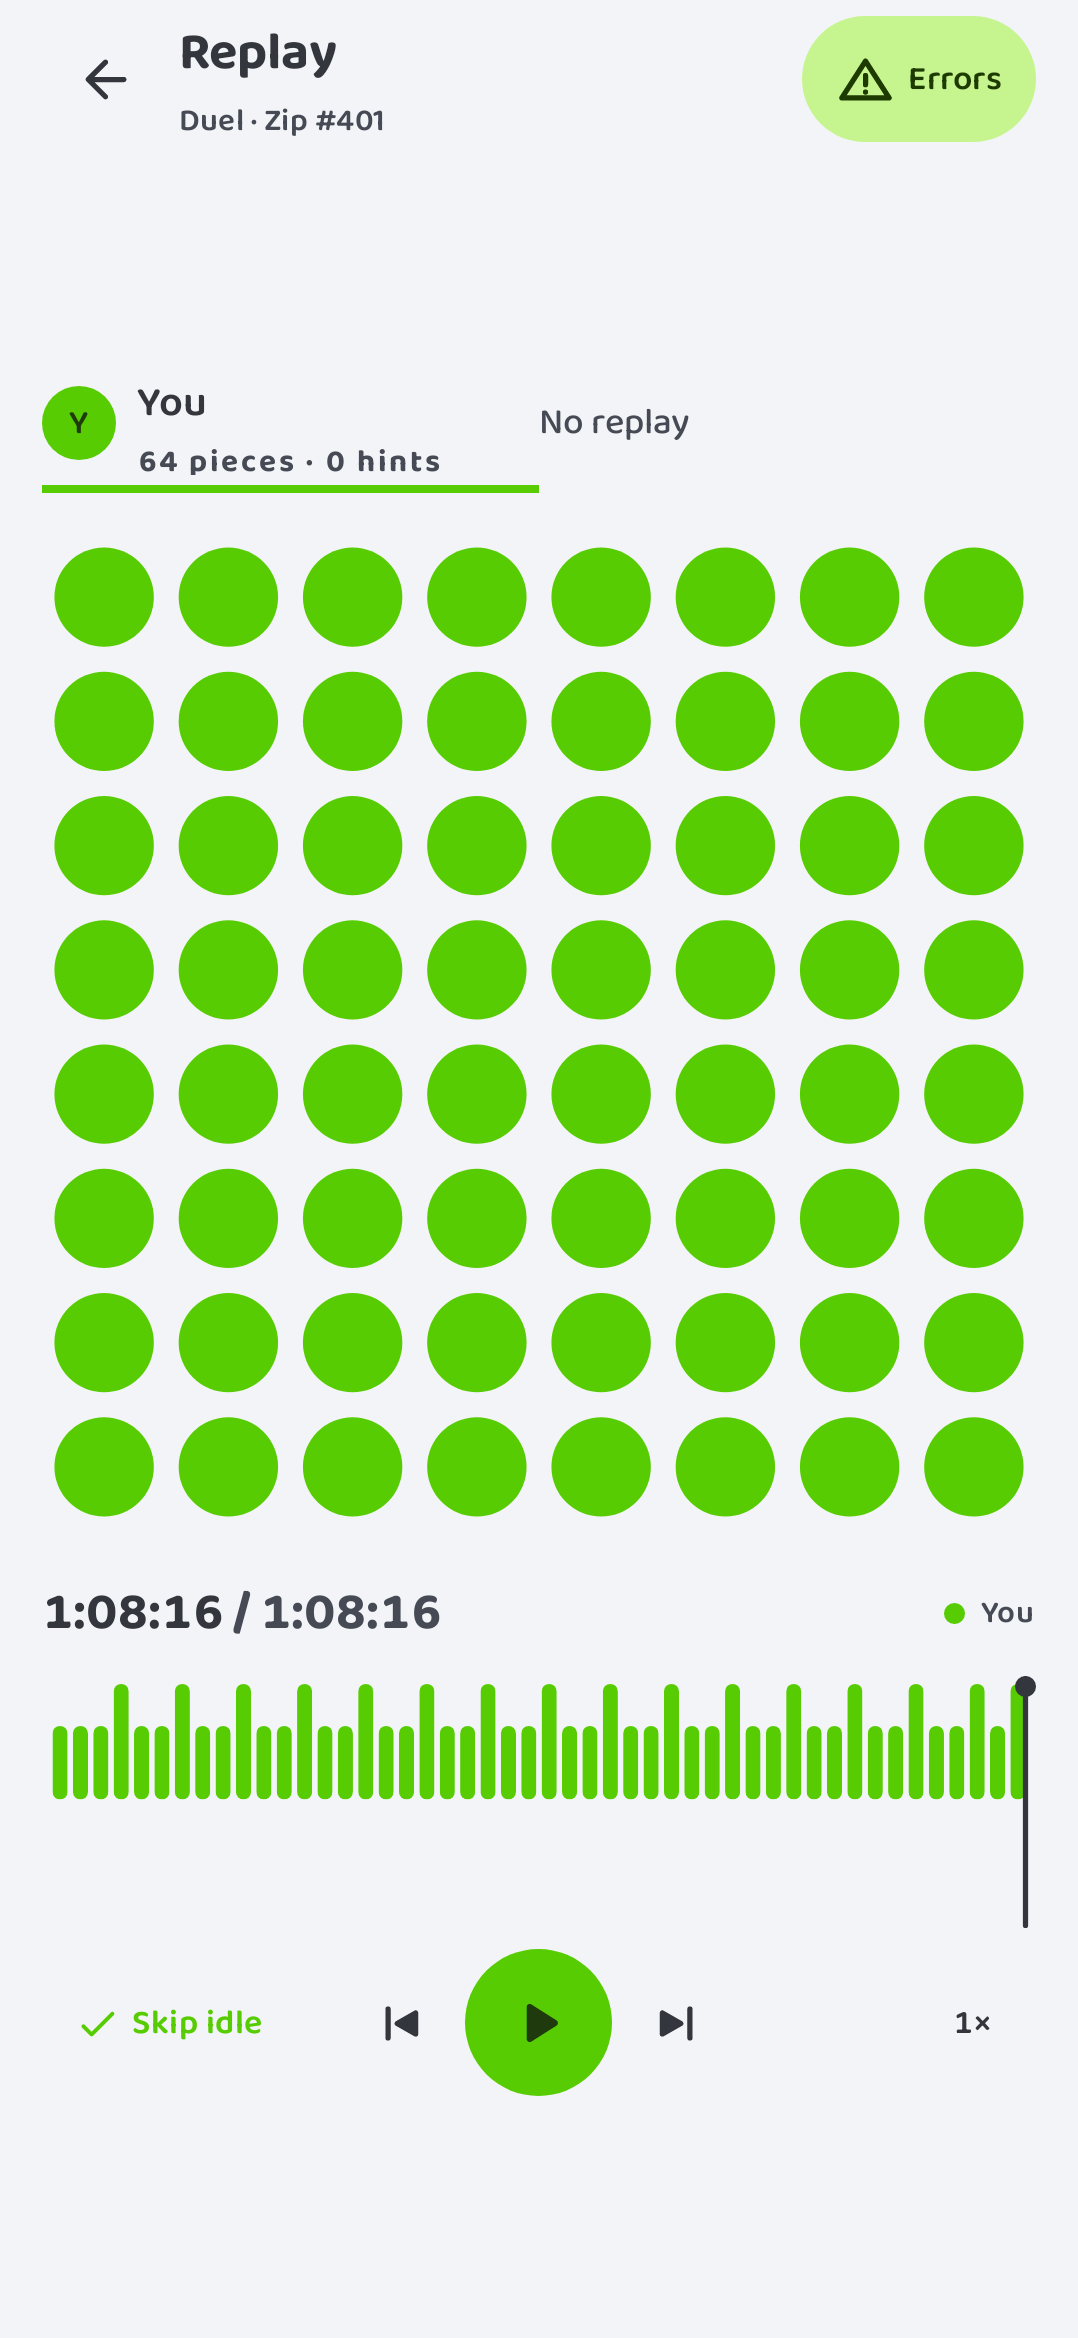 Replay
Duel · Zip #401
Errors
Y
You
64 pieces · 0 hints
No replay
1:08:16 / 1:08:16
You
Skip idle
1×